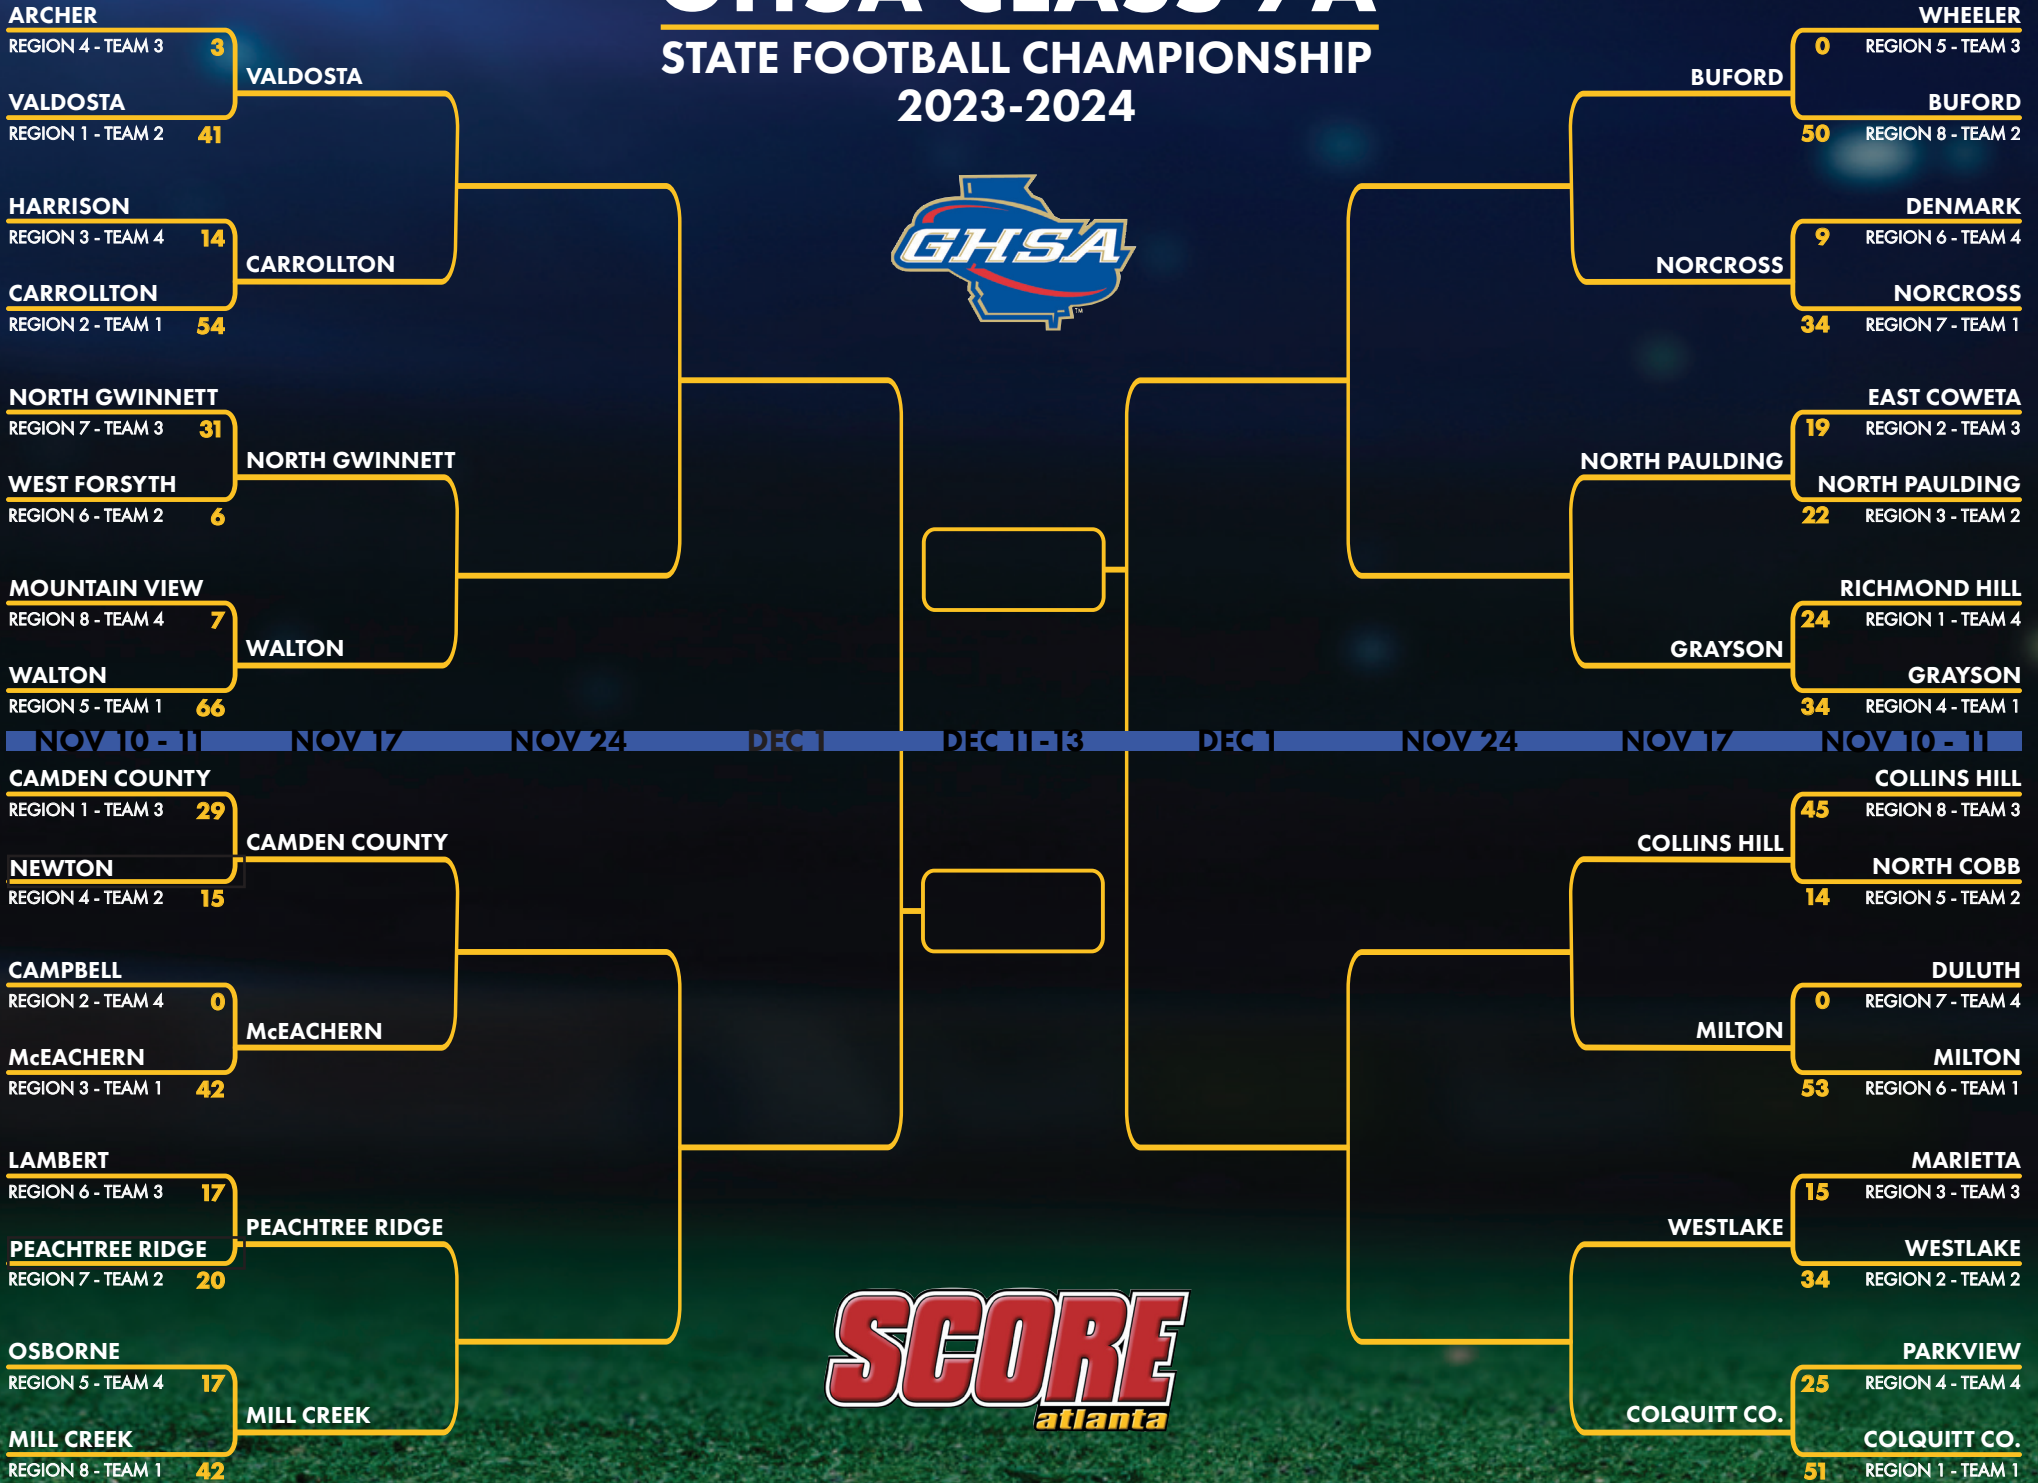 GHSA CLASS 7A
STATE FOOTBALL CHAMPIONSHIP
2023-2024
ARCHER
REGION 4 - TEAM 3 3
VALDOSTA
VALDOSTA
REGION 1 - TEAM 2 41
HARRISON
REGION 3 - TEAM 4 14
CARROLLTON
CARROLLTON
REGION 2 - TEAM 1 54
NORTH GWINNETT
REGION 7 - TEAM 3 31
NORTH GWINNETT
WEST FORSYTH
REGION 6 - TEAM 2 6
MOUNTAIN VIEW
REGION 8 - TEAM 4 7
WALTON
WALTON
REGION 5 - TEAM 1 66
WHEELER
0 REGION 5 - TEAM 3
BUFORD
BUFORD
50 REGION 8 - TEAM 2
DENMARK
9 REGION 6 - TEAM 4
NORCROSS
NORCROSS
34 REGION 7 - TEAM 1
EAST COWETA
19 REGION 2 - TEAM 3
NORTH PAULDING
NORTH PAULDING
22 REGION 3 - TEAM 2
RICHMOND HILL
24 REGION 1 - TEAM 4
GRAYSON
GRAYSON
34 REGION 4 - TEAM 1
GHSA
TM
NOV 10 - 11 NOV 17 NOV 24 DEC 1 DEC 11-13 DEC 1 NOV 24 NOV 17 NOV 10 - 11
CAMDEN COUNTY
REGION 1 - TEAM 3 29
CAMDEN COUNTY
NEWTON
REGION 4 - TEAM 2 15
CAMPBELL
REGION 2 - TEAM 4 0
McEACHERN
McEACHERN
REGION 3 - TEAM 1 42
LAMBERT
REGION 6 - TEAM 3 17
PEACHTREE RIDGE
PEACHTREE RIDGE
REGION 7 - TEAM 2 20
OSBORNE
REGION 5 - TEAM 4 17
MILL CREEK
MILL CREEK
REGION 8 - TEAM 1 42
COLLINS HILL
45 REGION 8 - TEAM 3
COLLINS HILL
NORTH COBB
14 REGION 5 - TEAM 2
DULUTH
0 REGION 7 - TEAM 4
MILTON
MILTON
53 REGION 6 - TEAM 1
MARIETTA
15 REGION 3 - TEAM 3
WESTLAKE
WESTLAKE
34 REGION 2 - TEAM 2
PARKVIEW
25 REGION 4 - TEAM 4
COLQUITT CO.
COLQUITT CO.
51 REGION 1 - TEAM 1
SCORE
atlanta